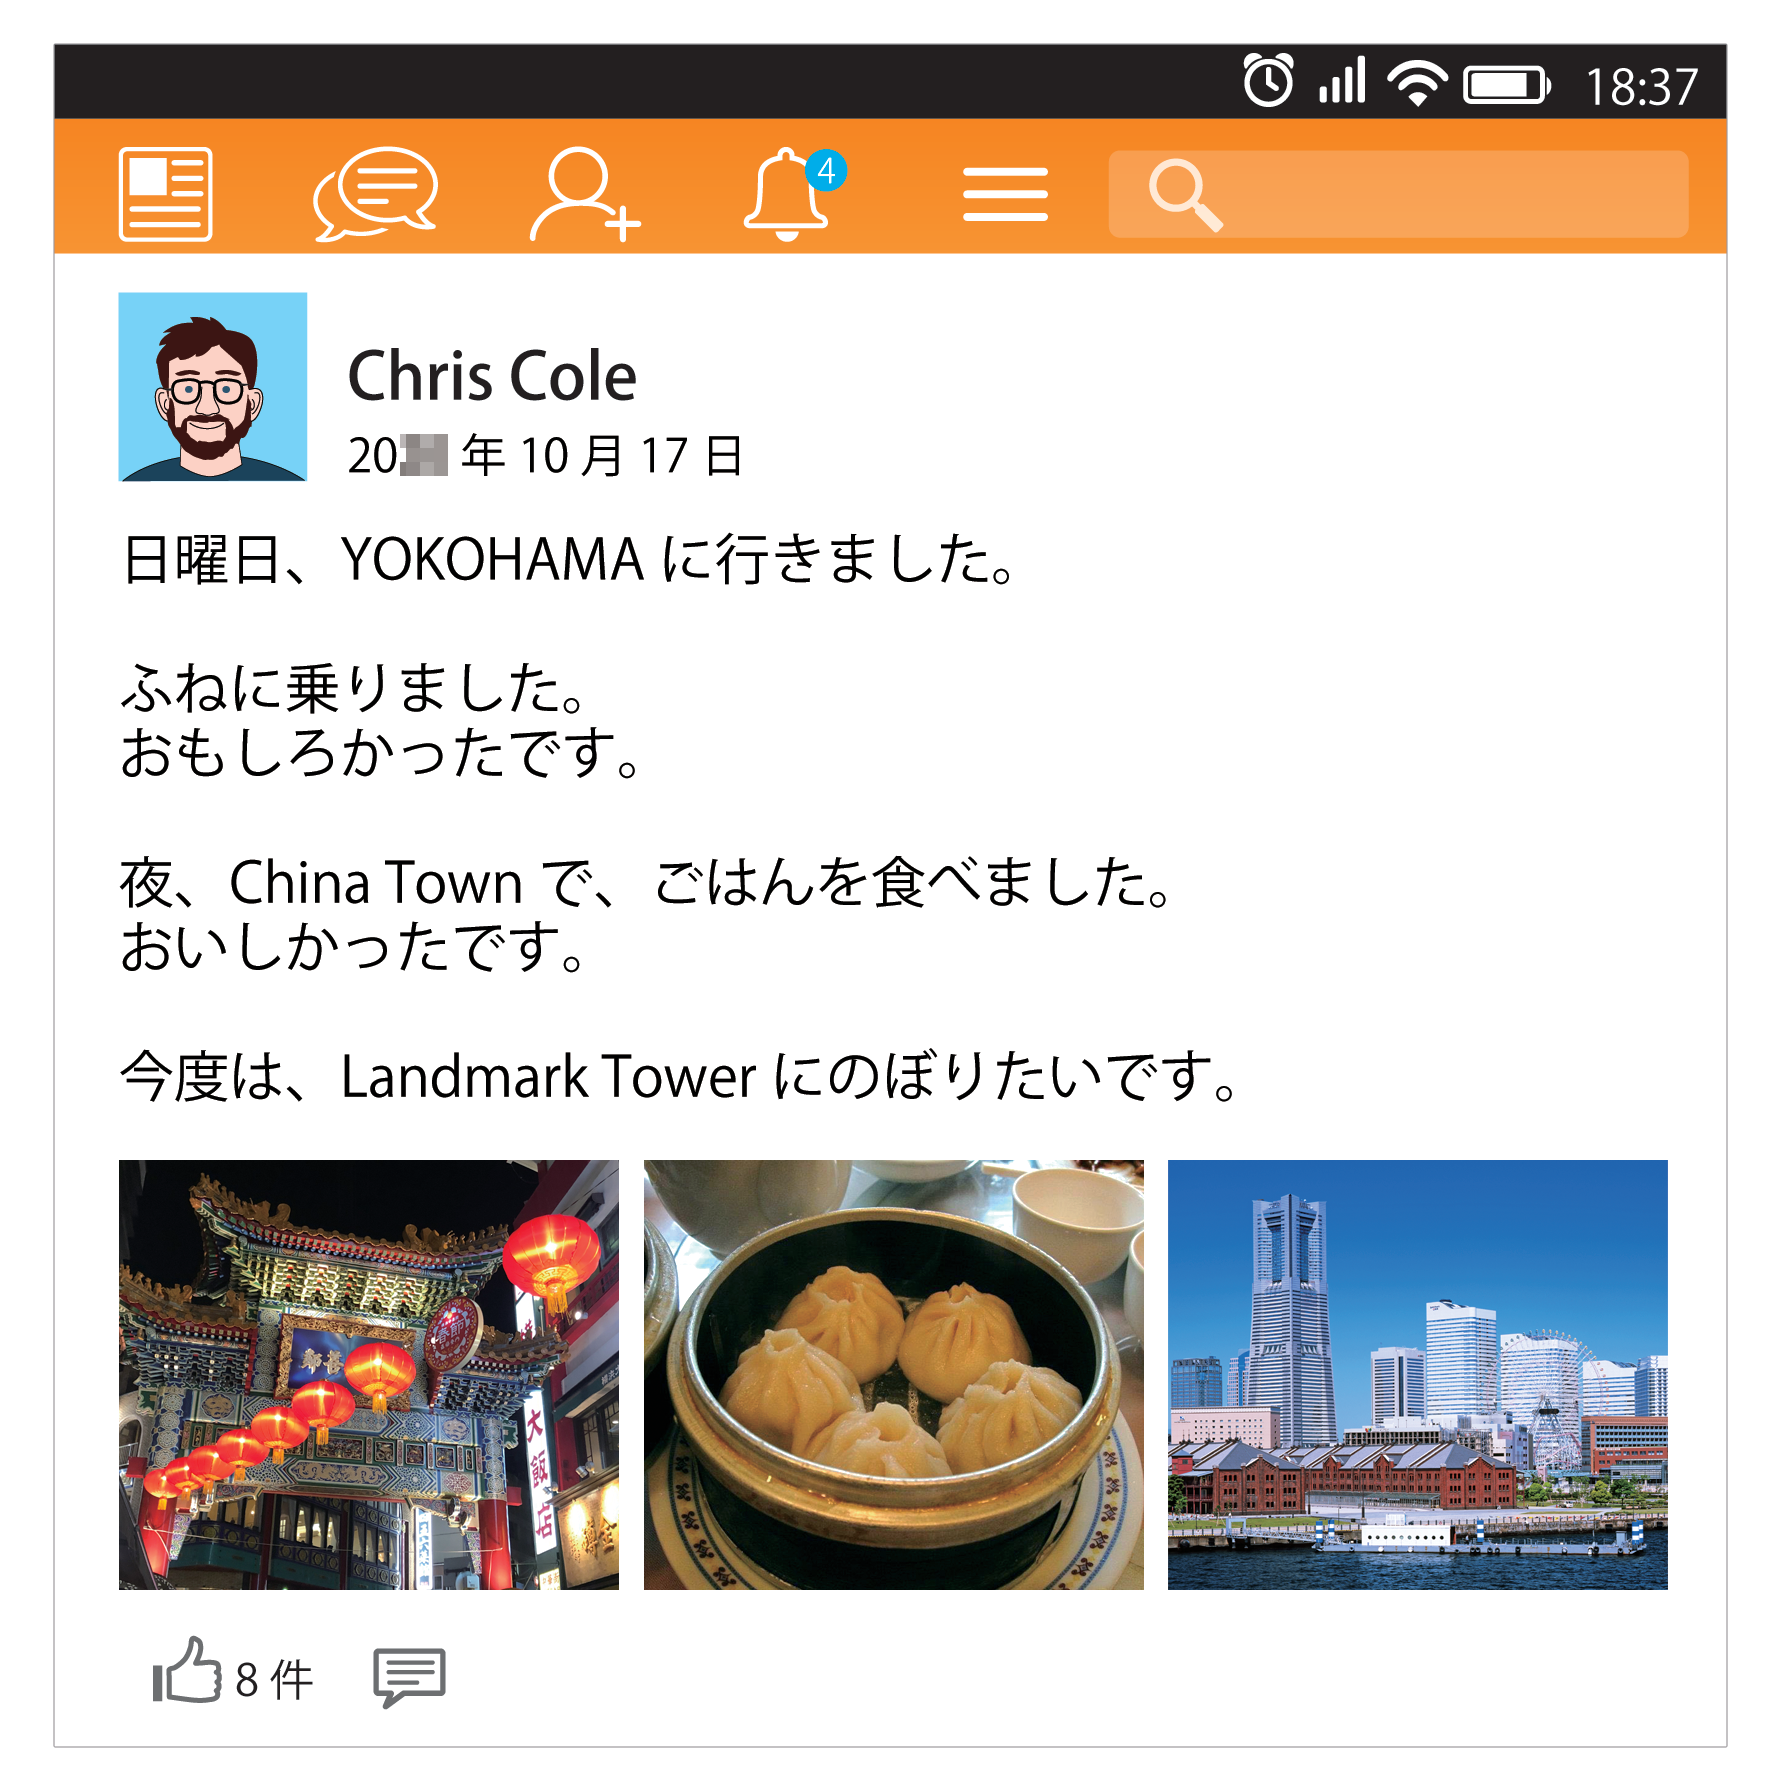 18:37
4
Chris Cole
20 年 10 月 17 日
日曜日、YOKOHAMA に行きました。
ふねに乗りました。
おもしろかったです。
夜、China Town で、ごはんを食べました。
おいしかったです。
今度は、Landmark Tower にのぼりたいです。
大飯店
8 件